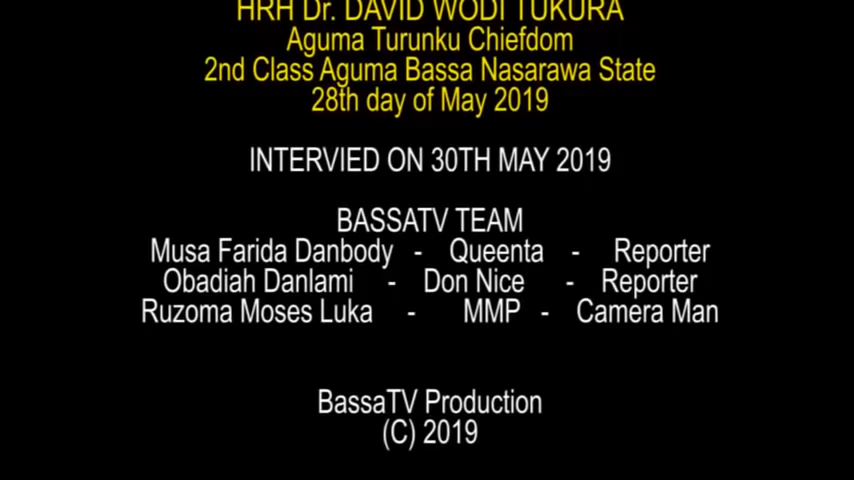 HRH Dr. DAVID WODI TUKURA
Aguma Turunku Chiefdom
2nd Class Aguma Bassa Nasarawa State
28th day of May 2019
INTERVIED ON 30TH MAY 2019
BASSATV TEAM
Musa Farida Danbody - Queenta - Reporter
Obadiah Danlami - Don Nice - Reporter
Ruzoma Moses Luka - MMP - Camera Man
BassaTV Production
(C) 2019